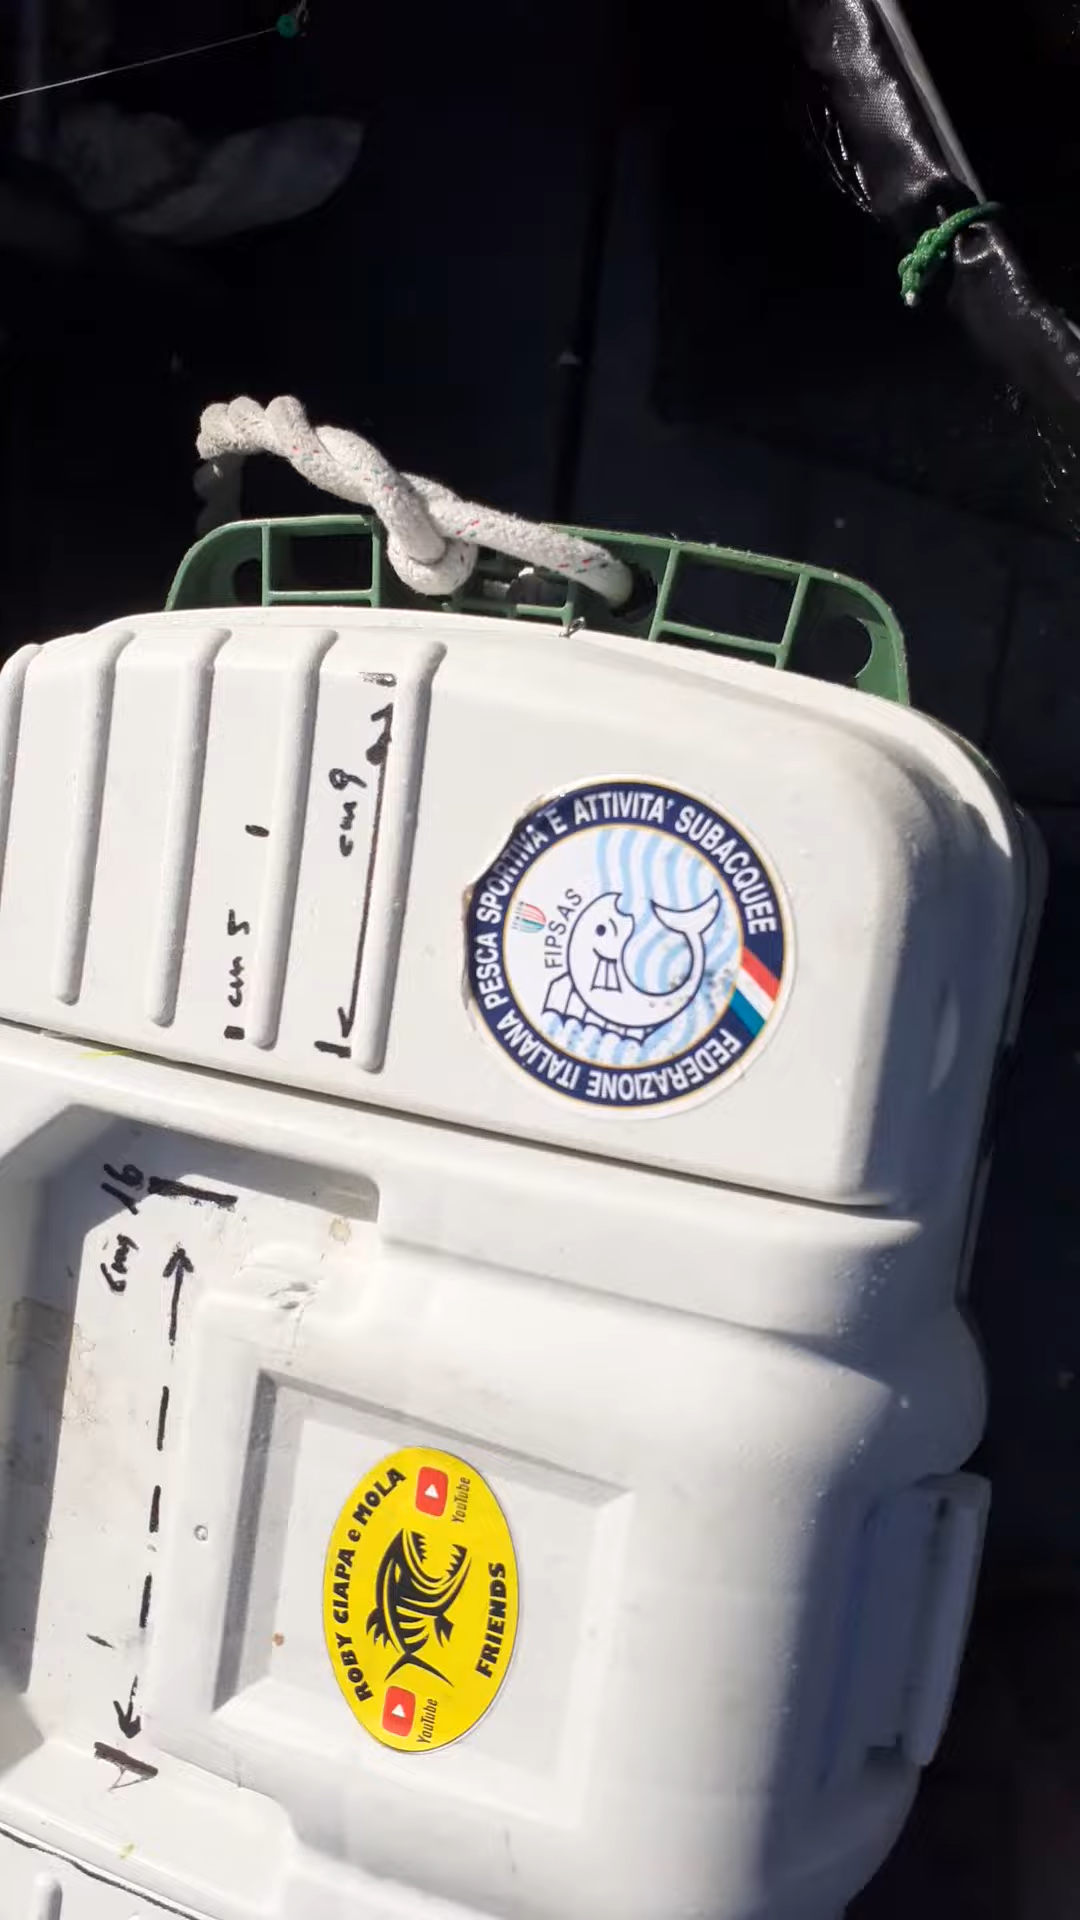 FEDERAZIONE ITALIANA PESCA SPORTIVA E ATTIVITA' SUBACQUEE
FIPSAS
cm 9
cm 5
cm 16
ROBY CIAPA e MOLA
YouTube
YouTube
FRIENDS